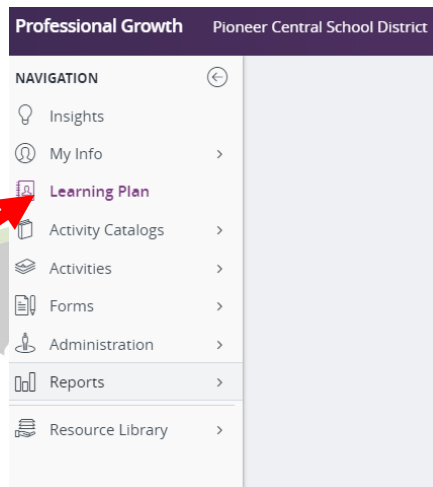 Professional Growth Pioneer Central School District
NAVIGATION
Insights
My Info
Learning Plan
Activity Catalogs
Activities
Forms
Administration
Reports
Resource Library